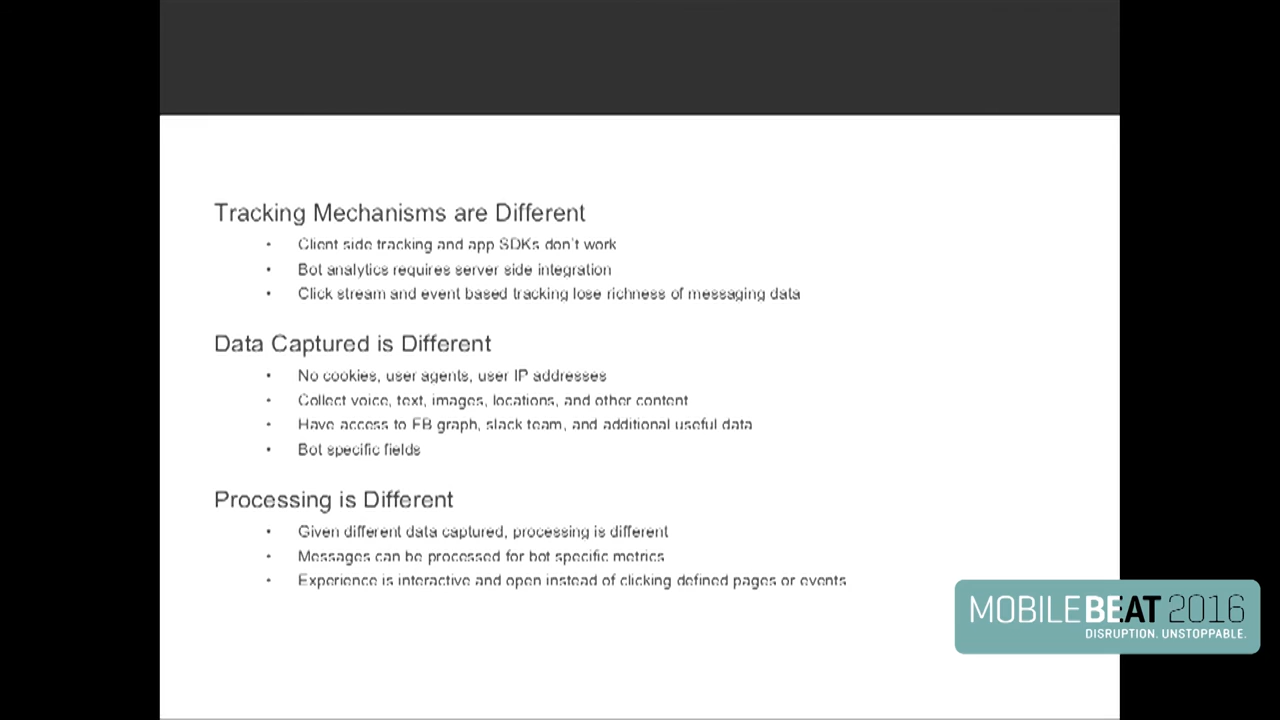 Tracking Mechanisms are Different
• Client side tracking and app SDKs don't work
• Bot analytics requires server side integration
• Click stream and event based tracking lose richness of messaging data
Data Captured is Different
• No cookies, user agents, user IP addresses
• Collect voice, text, images, locations, and other content
• Have access to FB graph, slack team, and additional useful data
• Bot specific fields
Processing is Different
• Given different data captured, processing is different
• Messages can be processed for bot specific metrics
• Experience is interactive and open instead of clicking defined pages or events
MOBILEBEAT 2016
DISRUPTION. UNSTOPPABLE.